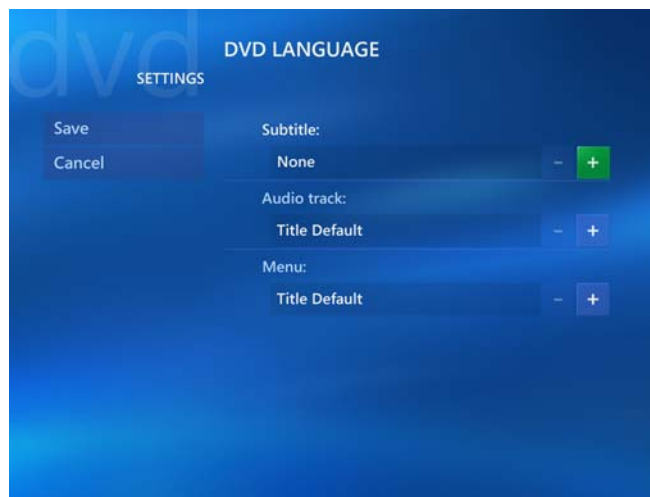 dvd
DVD LANGUAGE
SETTINGS
Save
Cancel
Subtitle:
None - +
Audio track:
Title Default - +
Menu:
Title Default - +